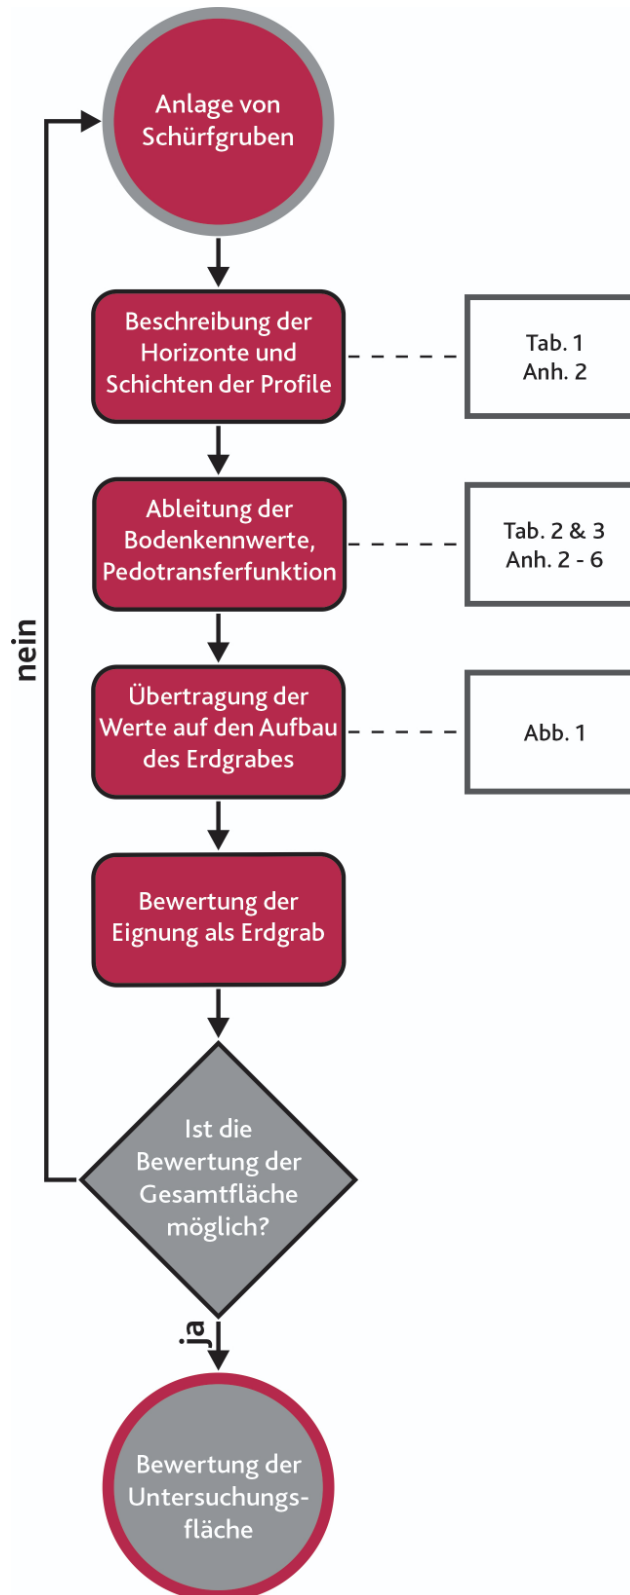 Anlage von
Schürfgruben
Beschreibung der
Horizonte und
Schichten der Profile
Tab. 1
Anh. 2
Ableitung der
Bodenkennwerte,
Pedotransferfunktion
Tab. 2 & 3
Anh. 2 - 6
nein
Übertragung der
Werte auf den Aufbau
des Erdgrabes
Abb. 1
Bewertung der
Eignung als Erdgrab
Ist die
Bewertung der
Gesamtfläche
möglich?
ja
Bewertung der
Untersuchungs-
fläche